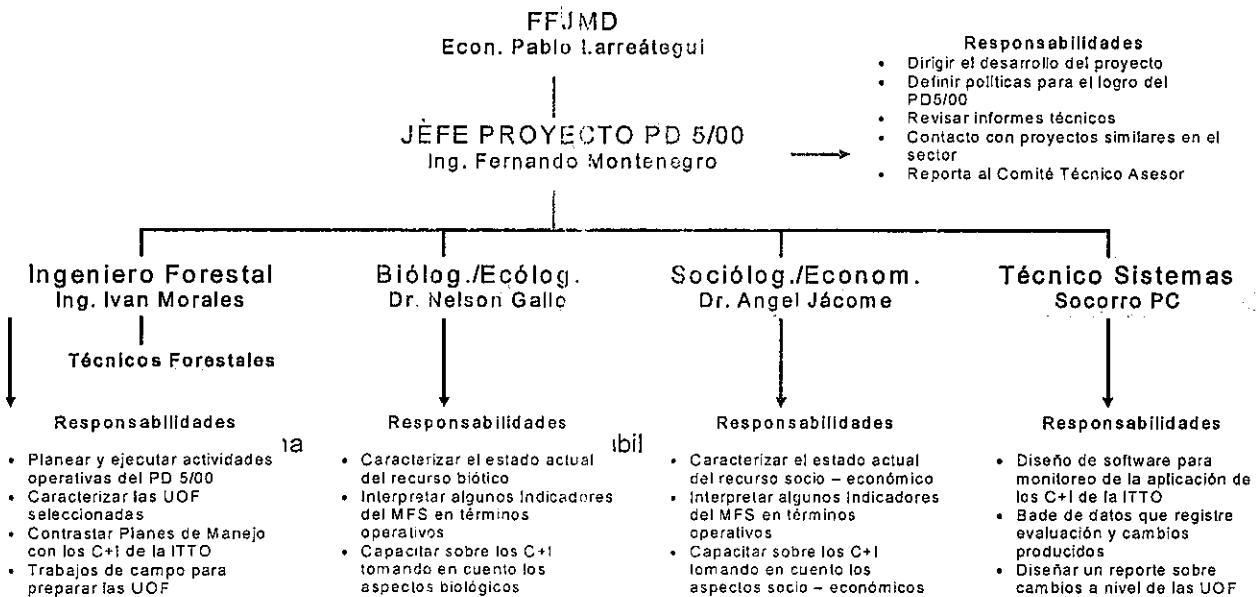 FFJMD
Econ. Pablo Larreátegui
Responsabilidades
• Dirigir el desarrollo del proyecto
• Definir políticas para el logro del
PD5/00
• Revisar informes técnicos
• Contacto con proyectos similares en el
sector
• Reporta al Comité Técnico Asesor
JÈFE PROYECTO PD 5/00
Ing. Fernando Montenegro
Ingeniero Forestal
Ing. Ivan Morales
Técnicos Forestales
Biólog./Ecólog.
Dr. Nelson Gallo
Sociólog./Econom.
Dr. Angel Jácome
Técnico Sistemas
Socorro PC
Responsabilidades
na
• Planear y ejecutar actividades
operativas del PD 5/00
• Caracterizar las UOF
seleccionadas
• Contrastar Planes de Manejo
con los C+I de la ITTO
• Trabajos de campo para
preparar las UOF
Responsabilidades
bil
• Caracterizar el estado actual
del recurso biótico
• Interpretar algunos Indicadores
del MFS en términos
operativos
• Capacitar sobre los C+I
tomando en cuento los
aspectos biológicos
Responsabilidades
• Caracterizar el estado actual
del recurso socio – económico
• Interpretar algunos Indicadores
del MFS en términos
operativos
• Capacitar sobre los C+I
tomando en cuento los
aspectos socio – económicos
Responsabilidades
• Diseño de software para
monitoreo de la aplicación de
los C+I de la ITTO
• Bade de datos que registre
evaluación y cambios
producidos
• Diseñar un reporte sobre
cambios a nivel de las UOF